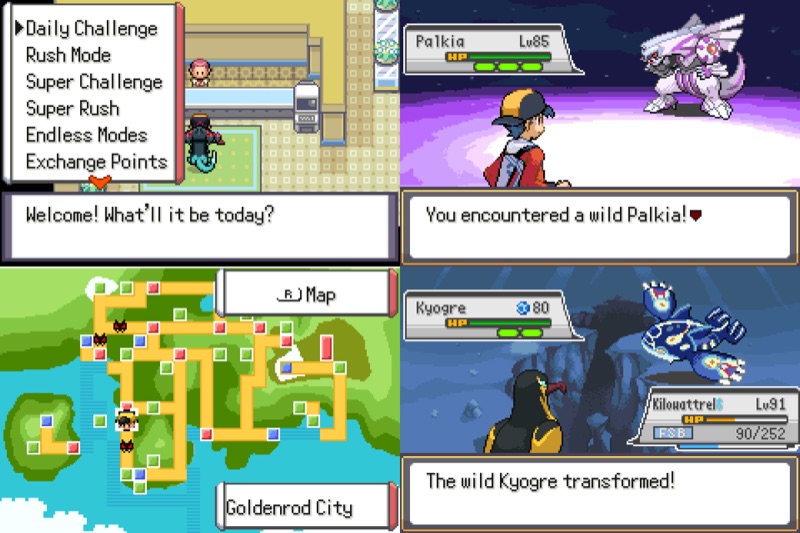 Daily Challenge
Rush Mode
Super Challenge
Super Rush
Endless Modes
Exchange Points
Welcome! What'll it be today?
Palkia Lv85
HP
You encountered a wild Palkia!
R Map
Goldenrod City
Kyogre 80
HP
Kilowattrel Lv91
HP
FSB 90/252
The wild Kyogre transformed!